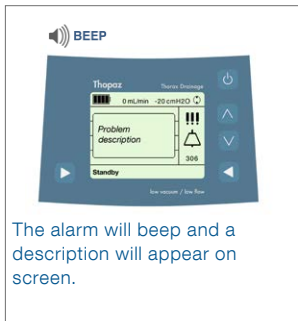 BEEP
Thopaz Thorax Drainage
0 mL/min -20 cmH2O
Problem
description
!!!
306
Standby
low vacuum / low flow
The alarm will beep and a
description will appear on
screen.